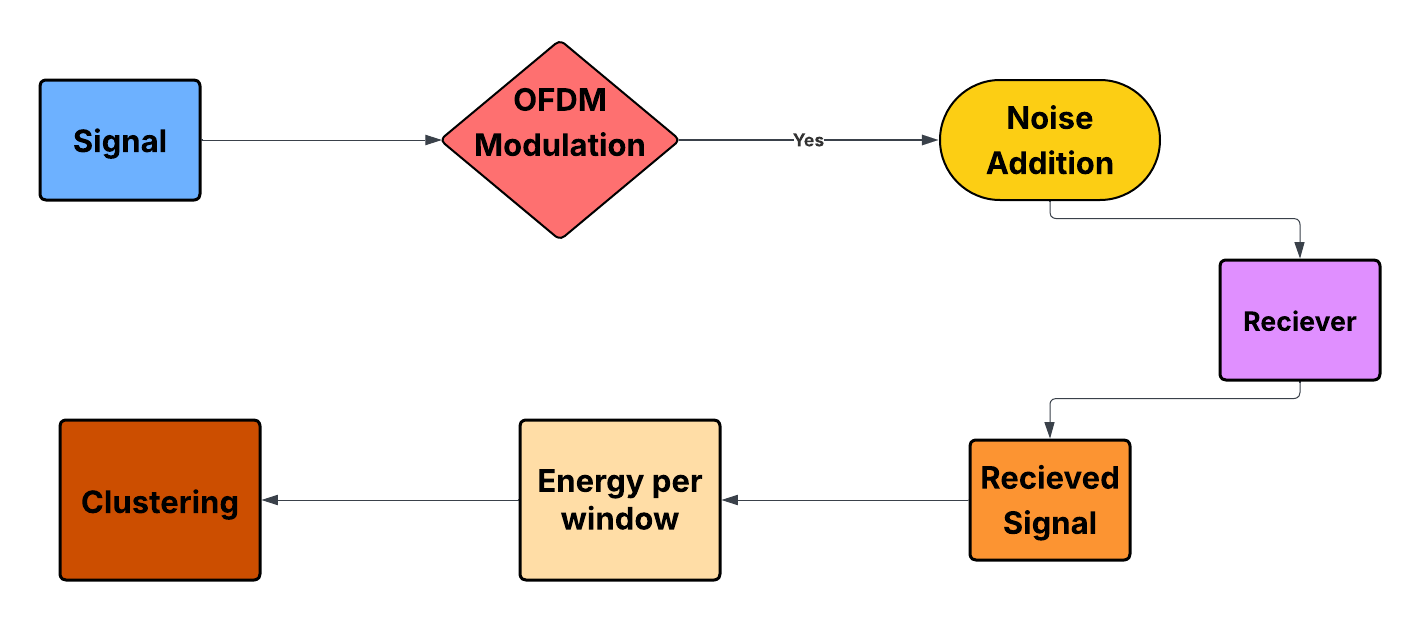 Signal
OFDM
Modulation
Yes
Noise
Addition
Reciever
Recieved
Signal
Energy per
window
Clustering